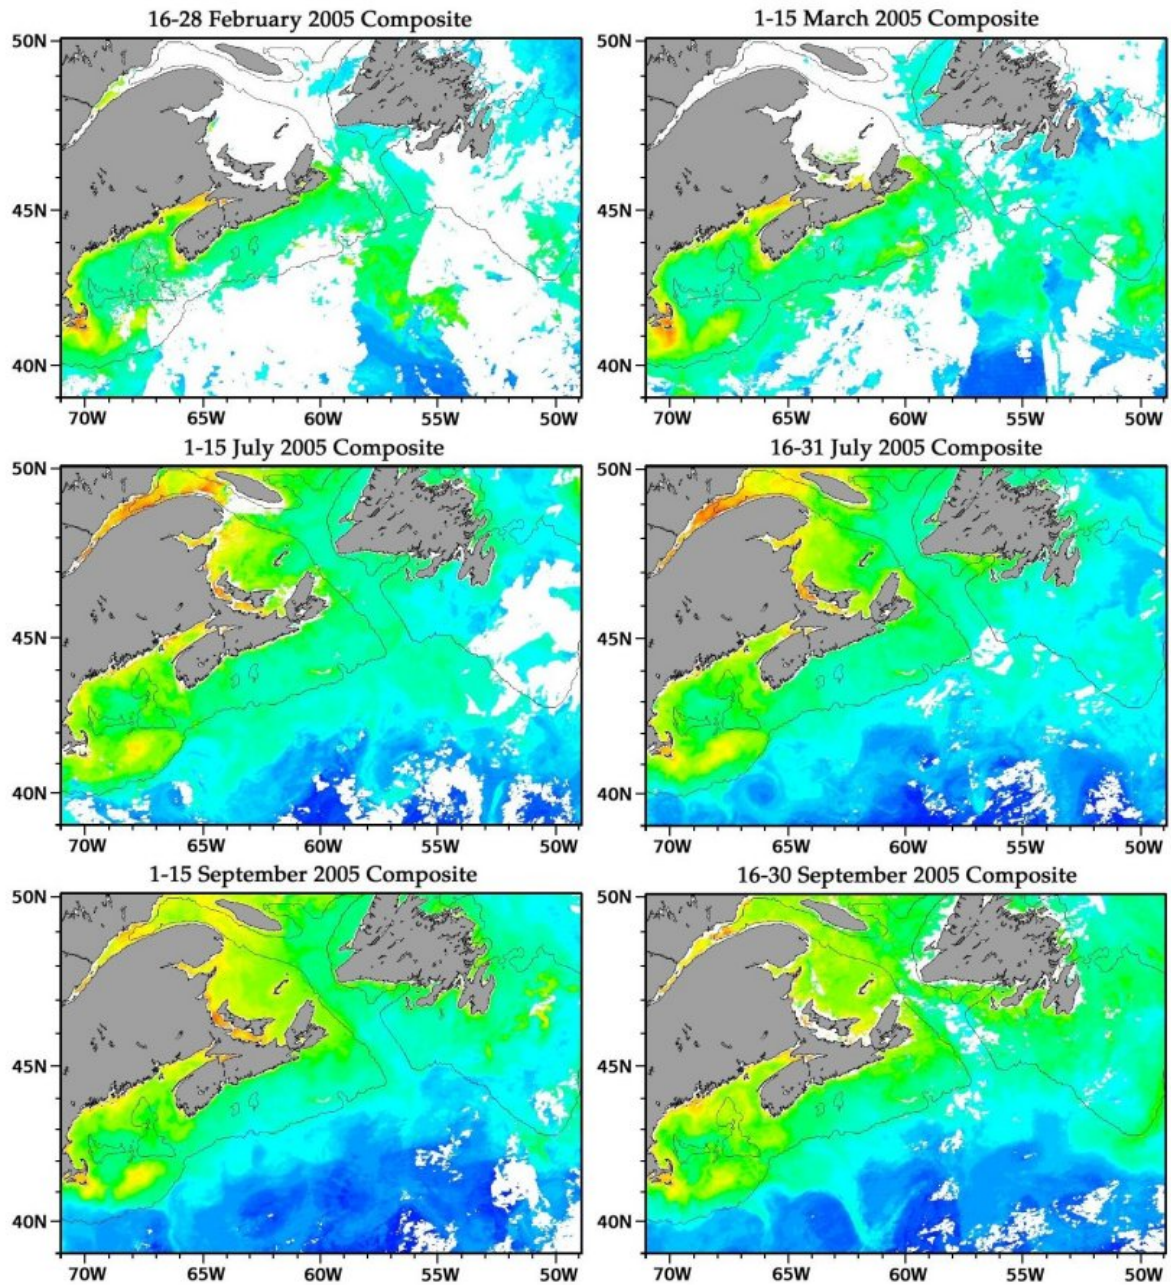 16-28 February 2005 Composite 1-15 March 2005 Composite
50N 50N
45N 45N
40N 40N
70W 65W 60W 55W 50W 70W 65W 60W 55W 50W
1-15 July 2005 Composite 16-31 July 2005 Composite
50N 50N
45N 45N
40N 40N
70W 65W 60W 55W 50W 70W 65W 60W 55W 50W
1-15 September 2005 Composite 16-30 September 2005 Composite
50N 50N
45N 45N
40N 40N
70W 65W 60W 55W 50W 70W 65W 60W 55W 50W